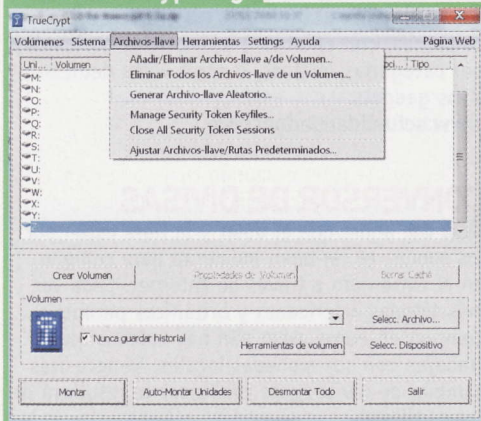 TrueCrypt
Volúmenes Sistema Archivos-llave Herramientas Settings Ayuda Página Web
Uni... Volumen
Tipo
Añadir/Eliminar Archivos-llave a/de Volumen...
Eliminar Todos los Archivos-llave de un Volumen...
Generar Archivo-llave Aleatorio...
Manage Security Token Keyfiles...
Close All Security Token Sessions
Ajustar Archivos-llave/Rutas Predeterminados...
M:
N:
O:
P:
Q:
R:
S:
T:
U:
V:
W:
X:
Y:
Crear Volumen Propiedades de Volumen Borrar Caché
Volumen
Selecc. Archivo...
Nunca guardar historial
Herramientas de volumen Selecc. Dispositivo
Montar Auto-Montar Unidades Desmontar Todo Salir